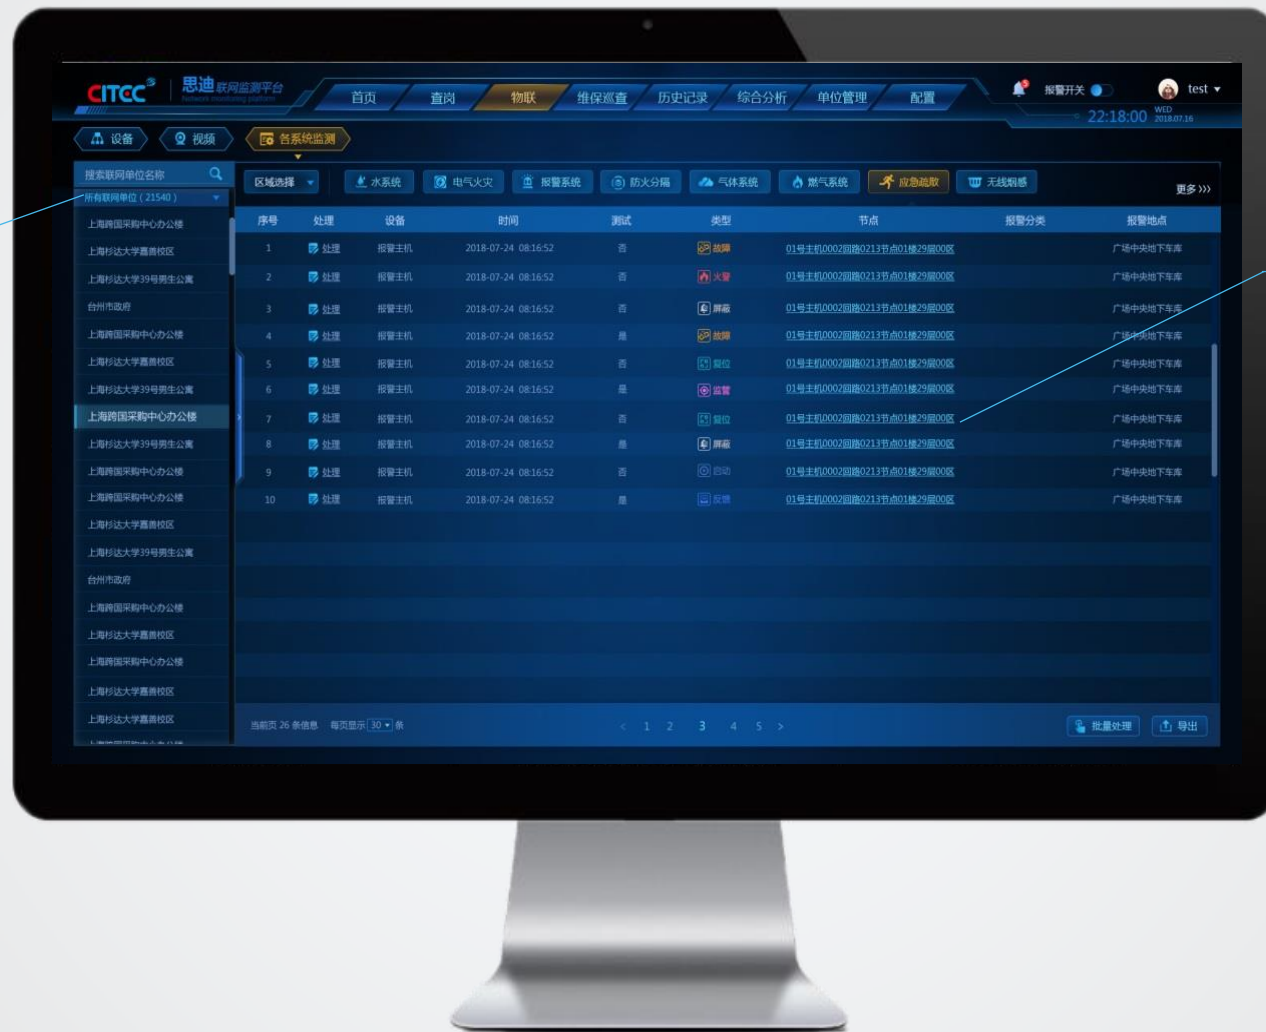 CITCC 思迪 联网监测平台
Network monitoring platform
首页 查岗 物联 维保巡查 历史记录 综合分析 单位管理 配置
5 报警开关 test
22:18:00 WED 2018.07.16
设备 视频 各系统监测
搜索联网单位名称
所有联网单位（21540）
区域选择 水系统 电气火灾 报警系统 防火分隔 气体系统 燃气系统 应急疏散 无线烟感 更多
序号 处理 设备 时间 测试 类型 节点 报警分类 报警地点
1 处理 报警主机 2018-07-24 08:16:52 否 故障 01号主机0002回路0213节点01楼29层00区 广场中央地下车库
2 处理 报警主机 2018-07-24 08:16:52 否 火警 01号主机0002回路0213节点01楼29层00区 广场中央地下车库
3 处理 报警主机 2018-07-24 08:16:52 否 屏蔽 01号主机0002回路0213节点01楼29层00区 广场中央地下车库
4 处理 报警主机 2018-07-24 08:16:52 是 故障 01号主机0002回路0213节点01楼29层00区 广场中央地下车库
5 处理 报警主机 2018-07-24 08:16:52 否 复位 01号主机0002回路0213节点01楼29层00区 广场中央地下车库
6 处理 报警主机 2018-07-24 08:16:52 是 监管 01号主机0002回路0213节点01楼29层00区 广场中央地下车库
7 处理 报警主机 2018-07-24 08:16:52 否 复位 01号主机0002回路0213节点01楼29层00区 广场中央地下车库
8 处理 报警主机 2018-07-24 08:16:52 是 屏蔽 01号主机0002回路0213节点01楼29层00区 广场中央地下车库
9 处理 报警主机 2018-07-24 08:16:52 否 启动 01号主机0002回路0213节点01楼29层00区 广场中央地下车库
10 处理 报警主机 2018-07-24 08:16:52 是 反馈 01号主机0002回路0213节点01楼29层00区 广场中央地下车库
上海跨国采购中心办公楼
上海杉达大学嘉善校区
上海杉达大学39号男生公寓
台州市政府
上海跨国采购中心办公楼
上海杉达大学嘉善校区
上海杉达大学39号男生公寓
上海跨国采购中心办公楼
上海杉达大学39号男生公寓
上海跨国采购中心办公楼
上海跨国采购中心办公楼
上海杉达大学嘉善校区
上海杉达大学39号男生公寓
台州市政府
上海跨国采购中心办公楼
上海杉达大学嘉善校区
上海跨国采购中心办公楼
上海杉达大学嘉善校区
上海杉达大学嘉善校区
当前页 26 条信息 每页显示 30 条
< 1 2 3 4 5 >
批量处理 导出